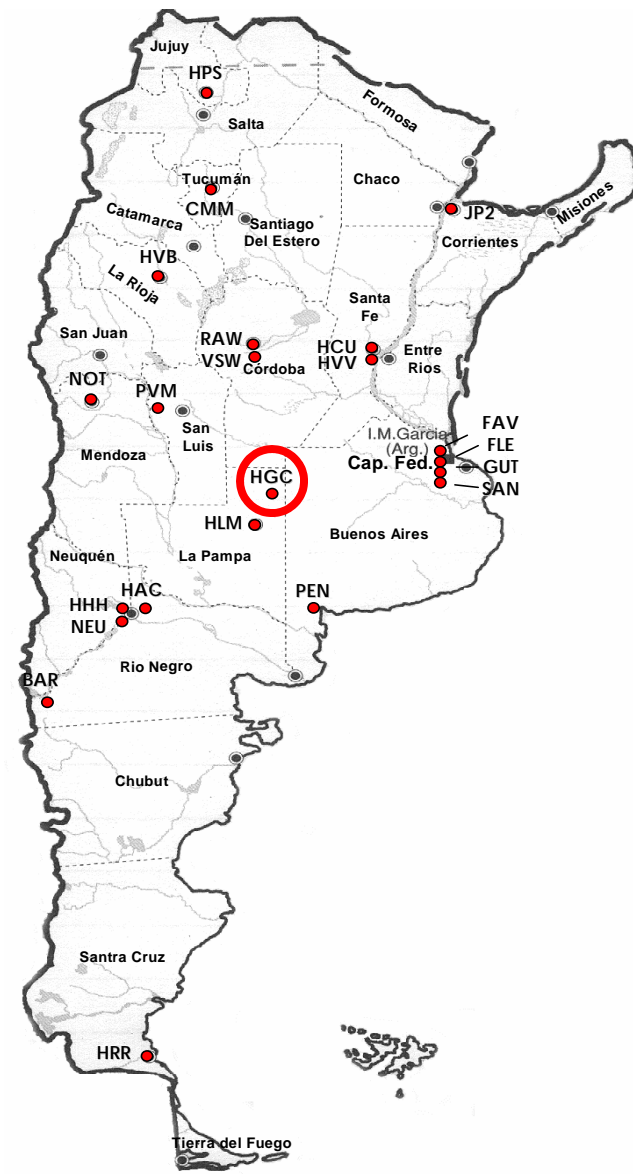 Jujuy
HPS
Formosa
Salta
Tucumán
Chaco
CMM
Misiones
JP2
Catamarca
Santiago
Del Estero
Corrientes
HVB
La Rioja
Santa
Fe
San Juan
RAW
VSW
Córdoba
HCU
HVV
Entre
Rios
NOT
PVM
San
Luis
FAV
I.M.Garcia
(Arg.)
FLE
Mendoza
Cap. Fed.
GUT
HGC
SAN
HLM
Buenos Aires
Neuquén
La Pampa
HAC
PEN
HHH
NEU
Rio Negro
BAR
Chubut
Santra Cruz
HRR
Tierra del Fuego